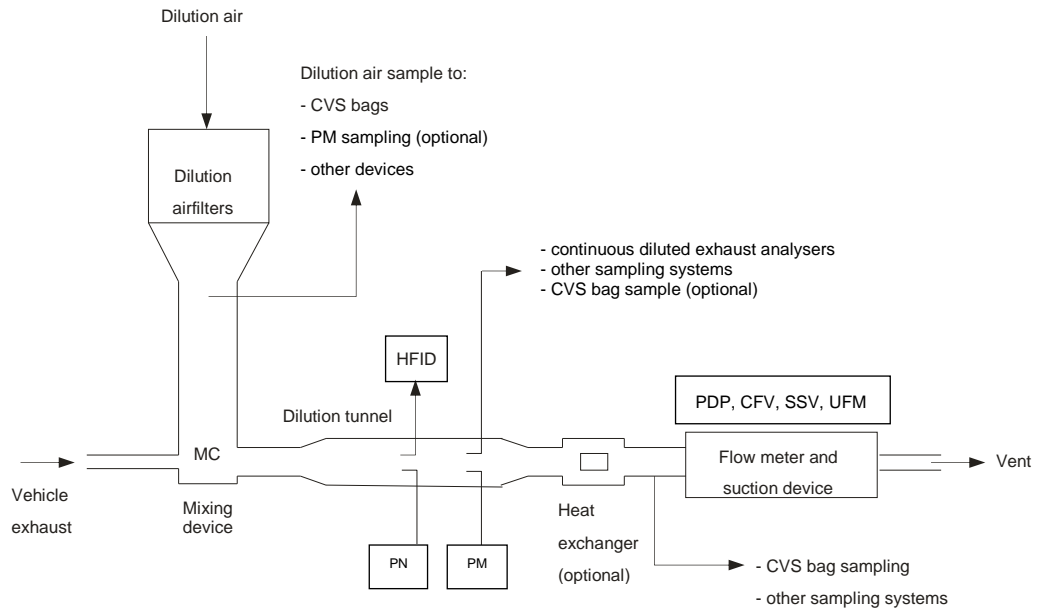 Dilution air
Dilution air sample to:
- CVS bags
- PM sampling (optional)
- other devices
Dilution
airfilters
- continuous diluted exhaust analysers
- other sampling systems
- CVS bag sample (optional)
HFID
PDP, CFV, SSV, UFM
Dilution tunnel
MC
Flow meter and
suction device
Vent
Vehicle
exhaust
Mixing
device
Heat
exchanger
(optional)
PN
PM
- CVS bag sampling
- other sampling systems